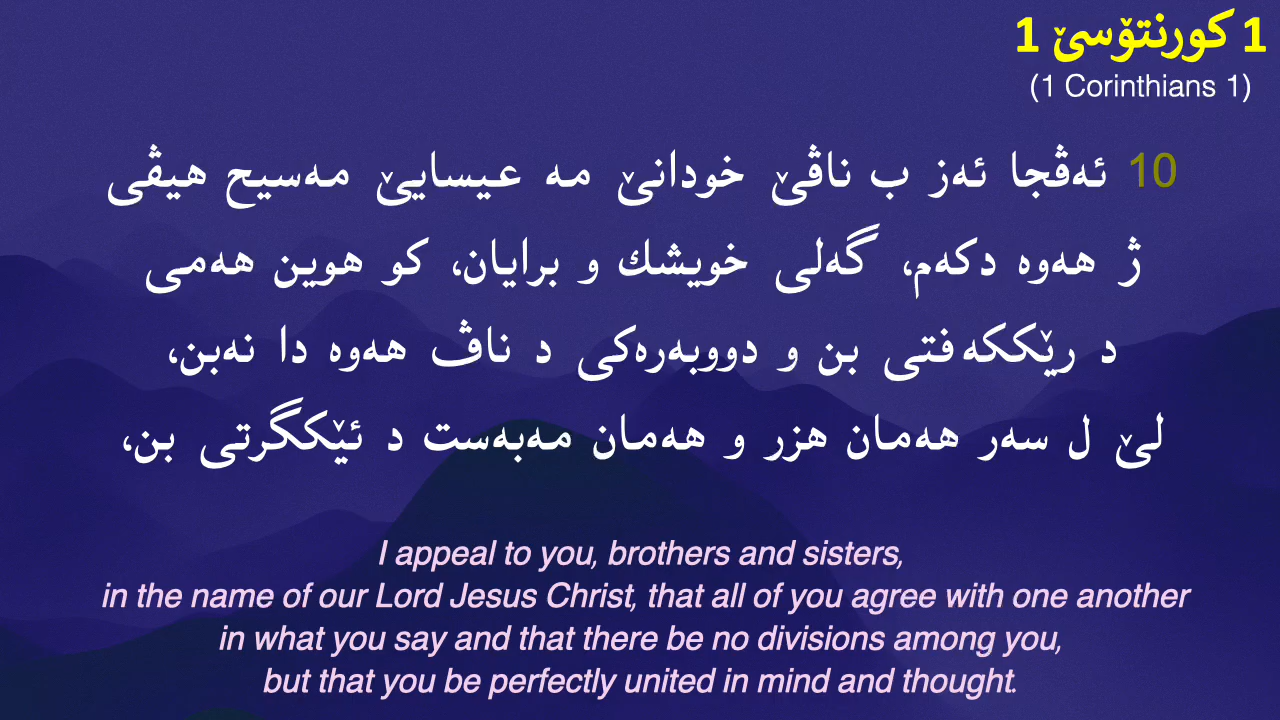 1 كورنتۆسێ 1
(1 Corinthians 1)
10 ئەڤجا ئەز ب ناڤێ خودانێ مە عیسایێ مەسیح هیڤی
ژ هەوە دکەم، گەلی خویشك و برایان، کو هوین هەمی
د رێککەفتی بن و دووبەرەکی د ناڤ هەوە دا نەبن،
لێ ل سەر هەمان هزر و هەمان مەبەست د ئێکگرتی بن،
I appeal to you, brothers and sisters,
in the name of our Lord Jesus Christ, that all of you agree with one another
in what you say and that there be no divisions among you,
but that you be perfectly united in mind and thought.